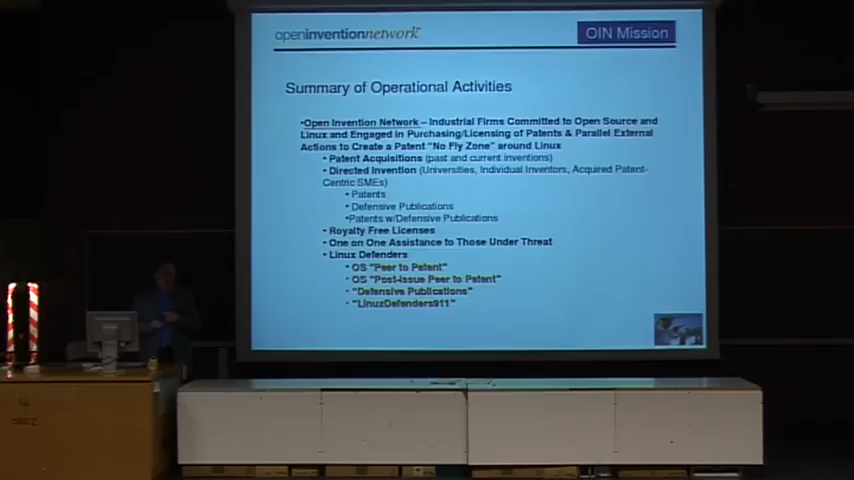 openinventionnetwork
OIN Mission
Summary of Operational Activities
•Open Invention Network – Industrial Firms Committed to Open Source and
Linux and Engaged in Purchasing/Licensing of Patents & Parallel External
Actions to Create a Patent "No Fly Zone" around Linux
• Patent Acquisitions (past and current inventions)
• Directed Invention (Universities, Individual Inventors, Acquired Patent-
Centric SMEs)
• Patents
• Defensive Publications
•Patents w/Defensive Publications
• Royalty Free Licenses
• One on One Assistance to Those Under Threat
• Linux Defenders
• OS "Peer to Patent"
• OS "Post-Issue Peer to Patent"
• "Defensive Publications"
• "LinuxDefenders911"